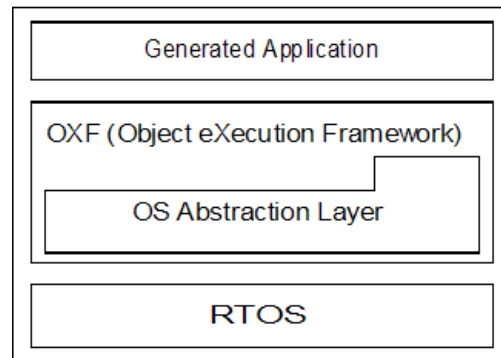 Generated Application
OXF (Object eXecution Framework)
OS Abstraction Layer
RTOS